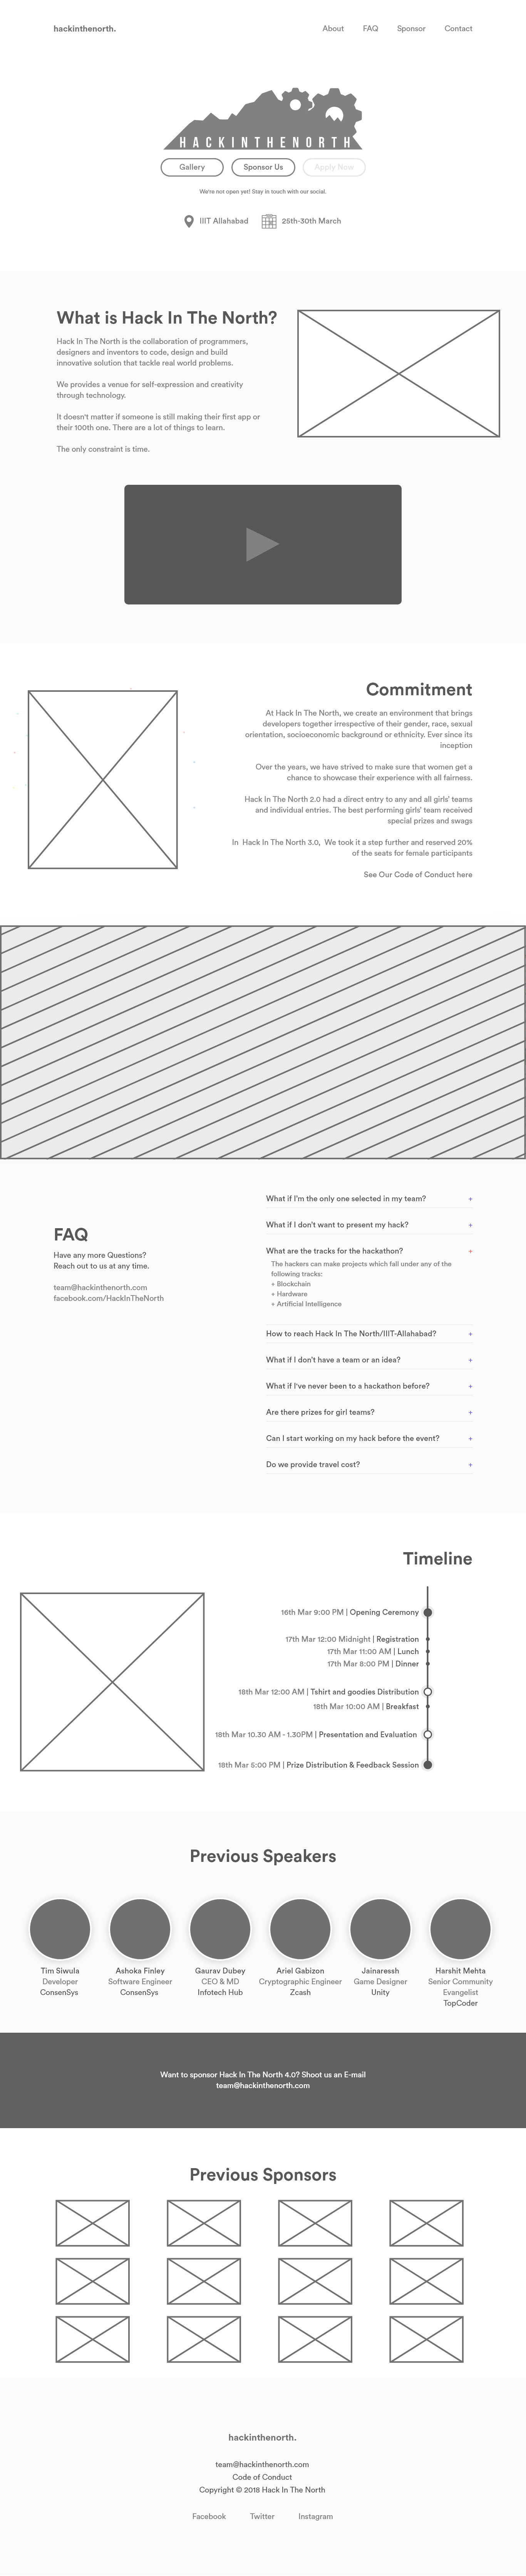 hackinthenorth.
About FAQ Sponsor Contact
HACKINTHENORTH
Gallery Sponsor Us Apply Now
We're not open yet! Stay in touch with our social.
IIIT Allahabad 25th-30th March
What is Hack In The North?
Hack In The North is the collaboration of programmers,
designers and inventors to code, design and build
innovative solution that tackle real world problems.
We provides a venue for self-expression and creativity
through technology.
It doesn't matter if someone is still making their first app or
their 100th one. There are a lot of things to learn.
The only constraint is time.
Commitment
At Hack In The North, we create an environment that brings
developers together irrespective of their gender, race, sexual
orientation, socioeconomic background or ethnicity. Ever since its
inception
Over the years, we have strived to make sure that women get a
chance to showcase their experience with all fairness.
Hack In The North 2.0 had a direct entry to any and all girls' teams
and individual entries. The best performing girls' team received
special prizes and swags
In Hack In The North 3.0, We took it a step further and reserved 20%
of the seats for female participants
See Our Code of Conduct here
FAQ
Have any more Questions?
Reach out to us at any time.
team@hackinthenorth.com
facebook.com/HackInTheNorth
What if I'm the only one selected in my team? +
What if I don't want to present my hack? +
What are the tracks for the hackathon? +
The hackers can make projects which fall under any of the
following tracks:
+ Blockchain
+ Hardware
+ Artificial Intelligence
How to reach Hack In The North/IIIT-Allahabad? +
What if I don't have a team or an idea? +
What if I've never been to a hackathon before? +
Are there prizes for girl teams? +
Can I start working on my hack before the event? +
Do we provide travel cost? +
Timeline
16th Mar 9:00 PM | Opening Ceremony
17th Mar 12:00 Midnight | Registration
17th Mar 11:00 AM | Lunch
17th Mar 8:00 PM | Dinner
18th Mar 12:00 AM | Tshirt and goodies Distribution
18th Mar 10:00 AM | Breakfast
18th Mar 10.30 AM - 1.30PM | Presentation and Evaluation
18th Mar 5:00 PM | Prize Distribution & Feedback Session
Previous Speakers
Tim Siwula
Developer
ConsenSys
Ashoka Finley
Software Engineer
ConsenSys
Gaurav Dubey
CEO & MD
Infotech Hub
Ariel Gabizon
Cryptographic Engineer
Zcash
Jainaressh
Game Designer
Unity
Harshit Mehta
Senior Community
Evangelist
TopCoder
Want to sponsor Hack In The North 4.0? Shoot us an E-mail
team@hackinthenorth.com
Previous Sponsors
hackinthenorth.
team@hackinthenorth.com
Code of Conduct
Copyright © 2018 Hack In The North
Facebook Twitter Instagram